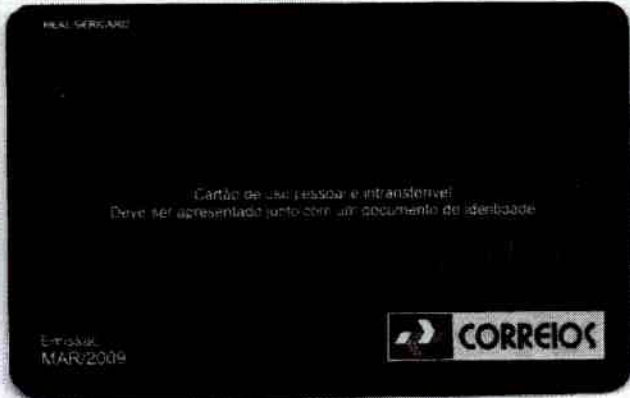 Cartão de uso pessoal e intransferível
Deve ser apresentado junto com um documento de identidade
Emissão:
MAR/2009
CORREIOS